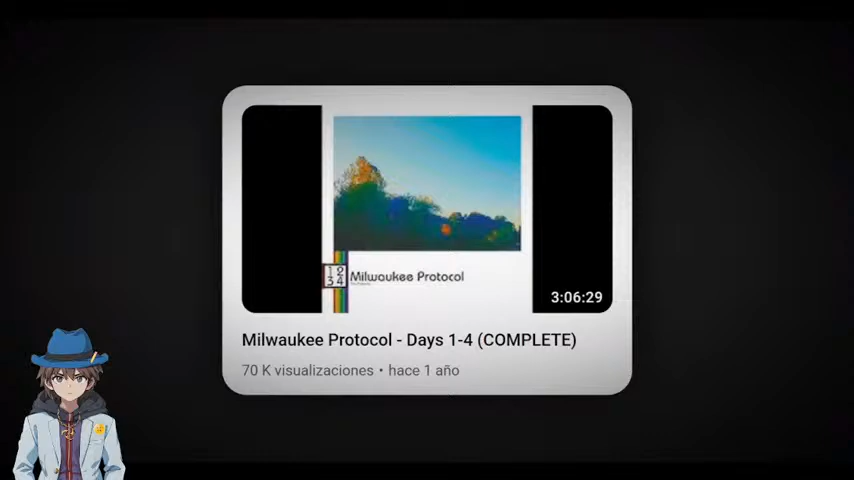 1 2
3 4
Milwaukee Protocol
3:06:29
Milwaukee Protocol - Days 1-4 (COMPLETE)
70 K visualizaciones • hace 1 año